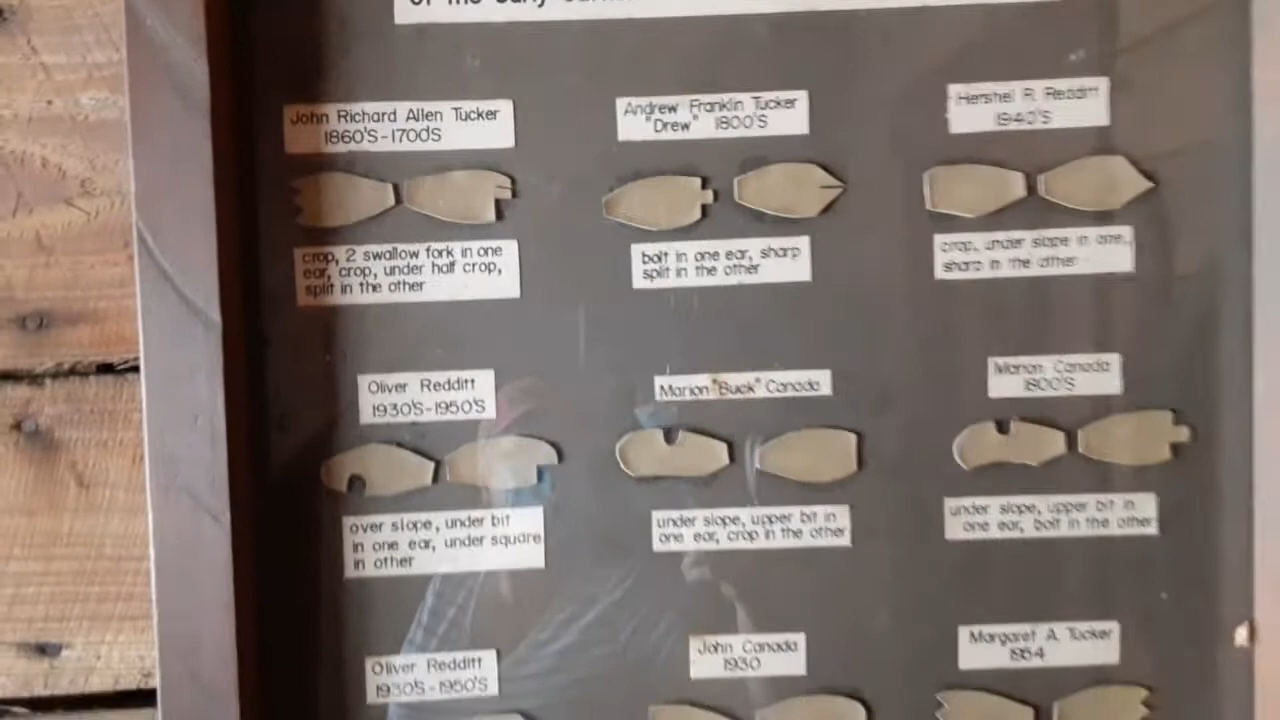 John Richard Allen Tucker
1860'S-170dS
Andrew Franklin Tucker
"Drew" 1800'S
Hershel R. Redditt
1940'S
crop, 2 swallow fork in one
ear, crop, under half crop,
split in the other
bolt in one ear, sharp
split in the other
crop, under slope in one,
sharp in the other
Oliver Redditt
1930'S-1950'S
Marion "Buck" Canada
Marion Canada
1800'S
over slope, under bit
in one ear, under square
in other
under slope, upper bit in
one ear, crop in the other
under slope, upper bit in
one ear, bolt in the other
Oliver Redditt
1930'S-1950'S
John Canada
1930
Margaret A. Tucker
1954